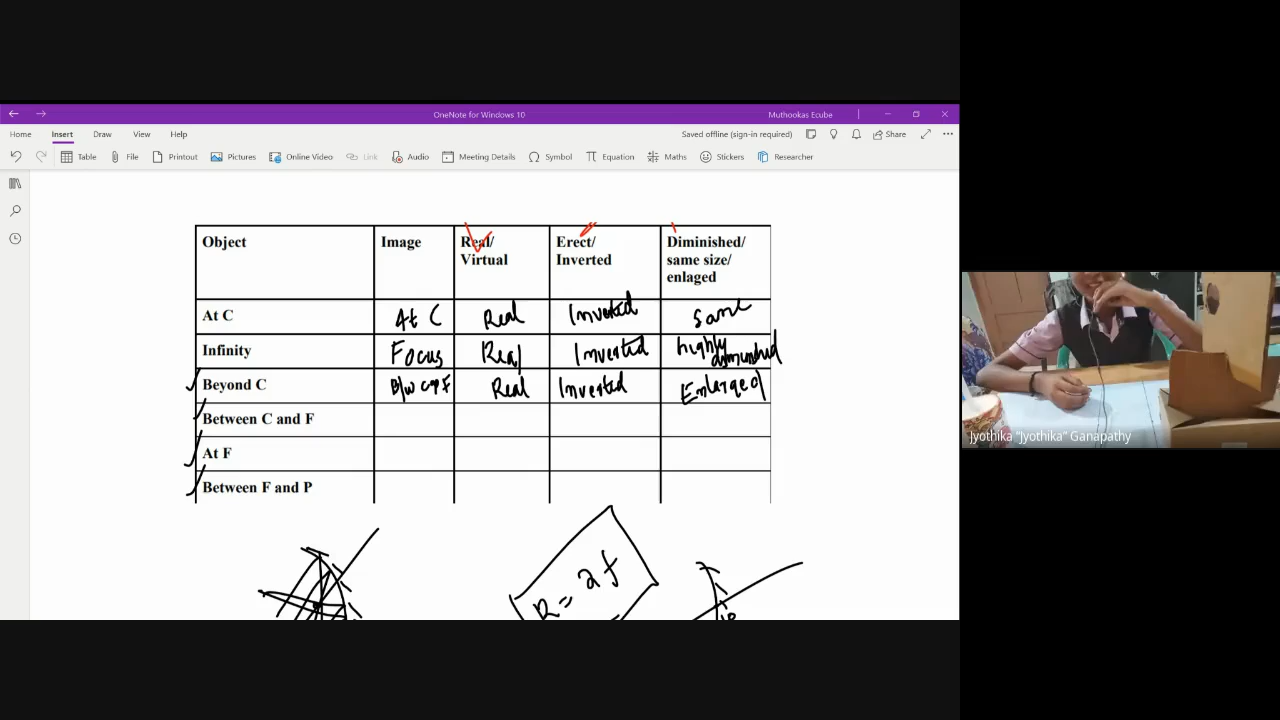 OneNote for Windows 10
Muthookas Ecube
Home Insert Draw View Help
Saved offline (sign-in required)
Share
Table File Printout Pictures Online Video Link Audio Meeting Details Symbol Equation Maths Stickers Researcher
Object Image Real/ Erect/ Diminished/
Virtual Inverted same size/
enlaged
At C At C Real Inverted Same
Infinity Focus Real Inverted highly
diminished
Beyond C B/w C & F Real Inverted Enlarged
Between C and F
At F
Between F and P
R = 2f
Jyothika "Jyothika" Ganapathy